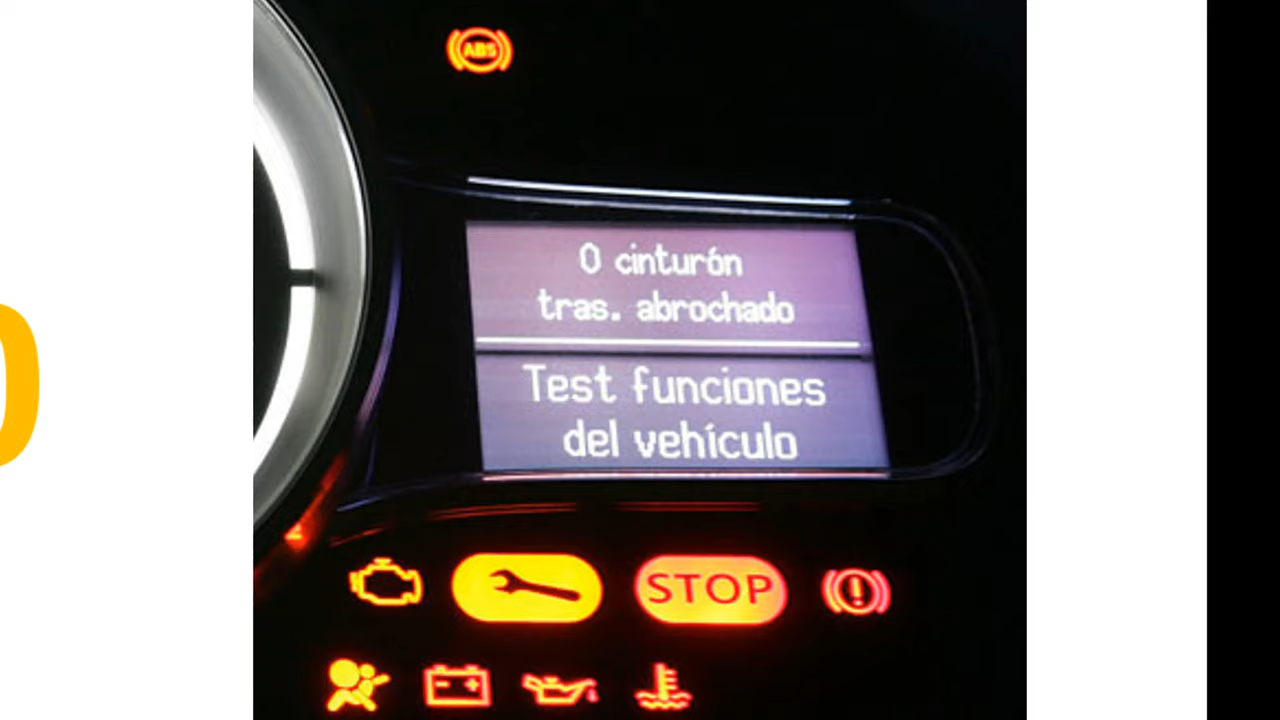 ABS
0 cinturón
tras. abrochado
Test funciones
del vehículo
STOP